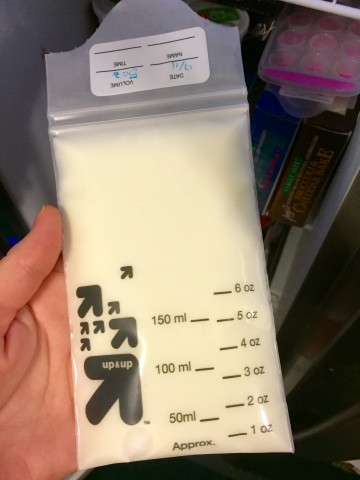 DATE VOLUME
NAME TIME
up&up
™
6 oz
150 ml 5 oz
4 oz
100 ml
3 oz
2 oz
50ml
1 oz
Approx.